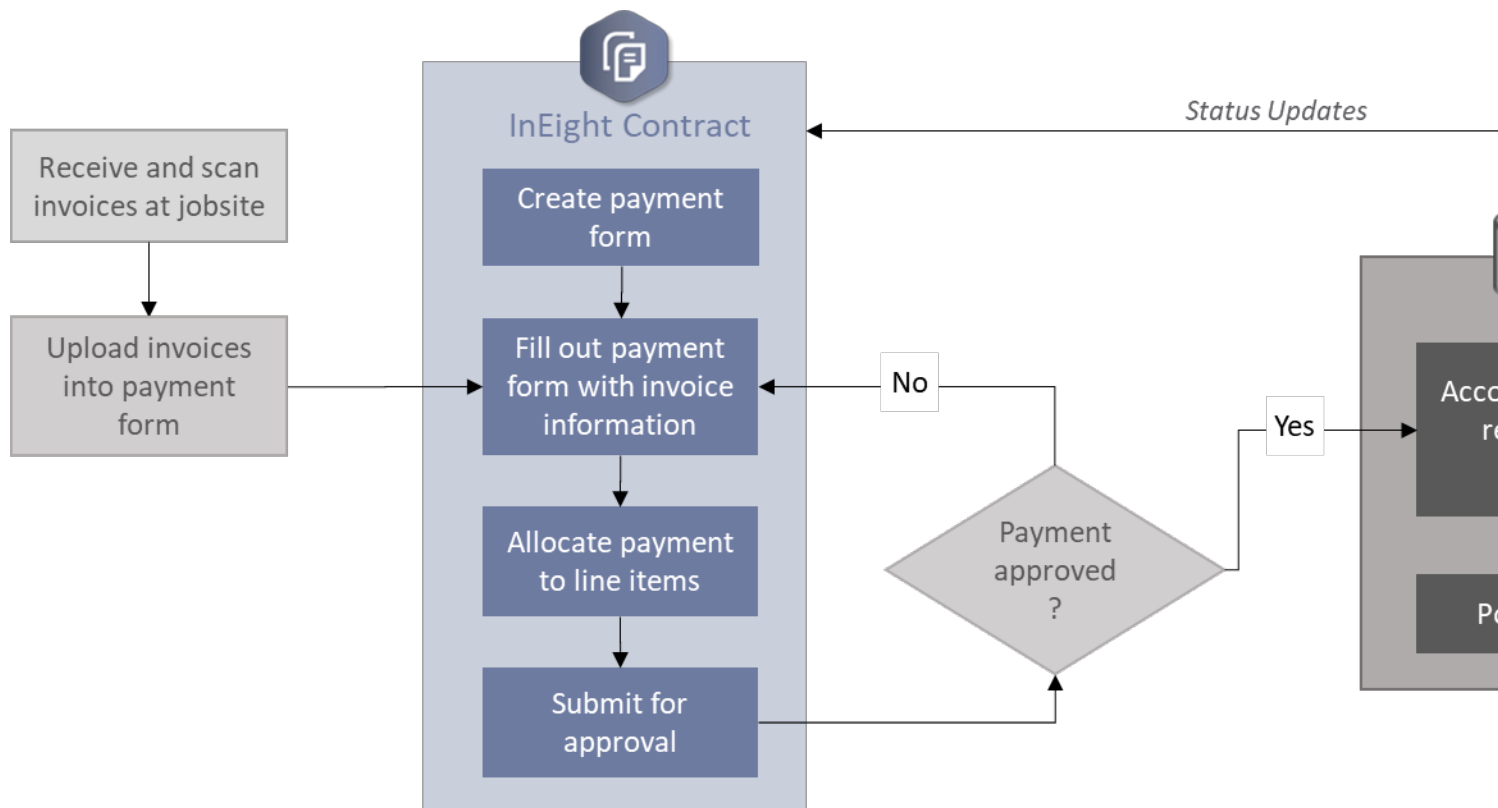 InEight Contract
Status Updates
Receive and scan
invoices at jobsite
Create payment
form
Upload invoices
into payment
form
Fill out payment
form with invoice
information
No
Yes
Allocate payment
to line items
Payment
approved
?
Submit for
approval